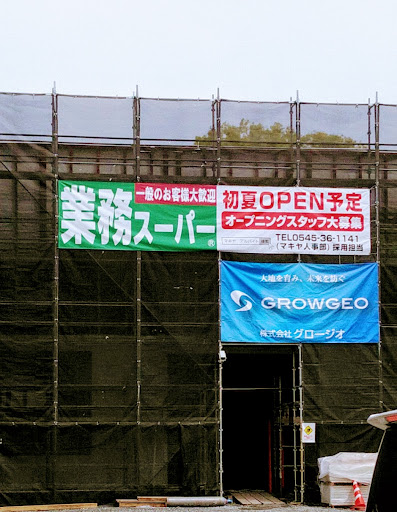 一般のお客様大歓迎
業務スーパー®
初夏OPEN予定
オープニングスタッフ大募集
TEL0545-36-1141
(マキヤ人事部) 採用担当
大地を育み、未来を紡ぐ
GROWGEO
株式会社 グロージオ